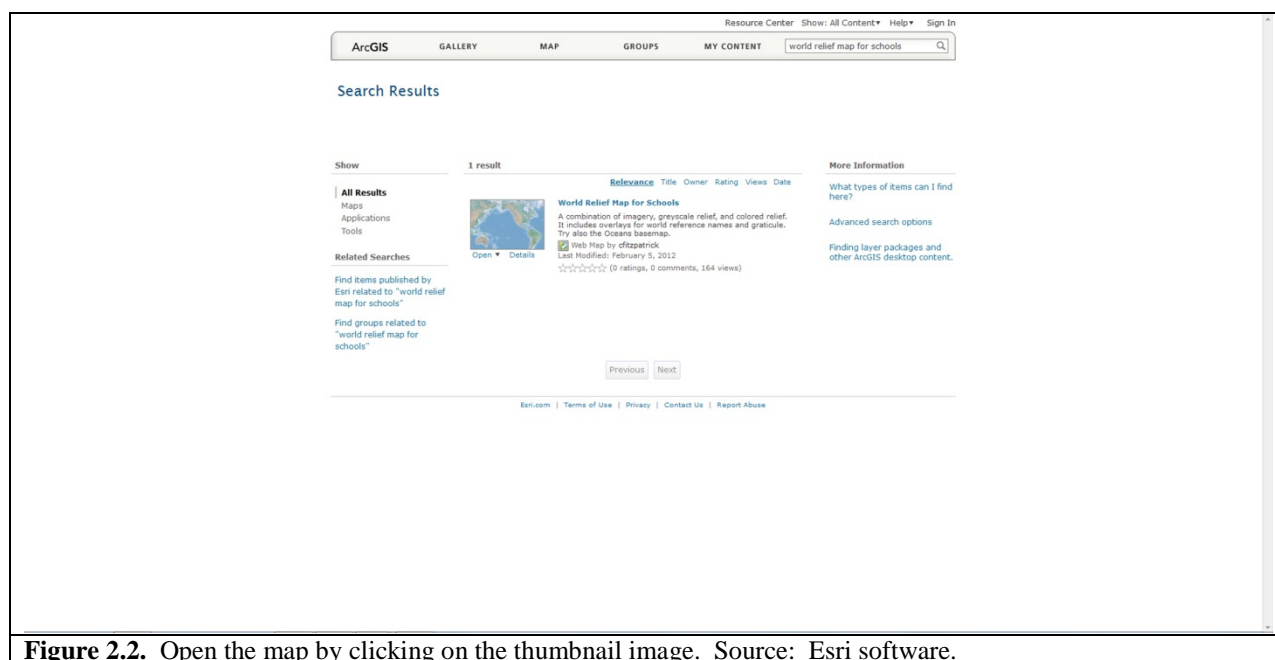 Resource Center Show: All Content▾ Help▾ Sign In
ArcGIS GALLERY MAP GROUPS MY CONTENT world relief map for schools
Search Results
Show
All Results
Maps
Applications
Tools
Related Searches
Find items published by
Esri related to "world relief
map for schools"
Find groups related to
"world relief map for
schools"
1 result
Relevance Title Owner Rating Views Date
World Relief Map for Schools
A combination of imagery, greyscale relief, and colored relief.
It includes overlays for world reference names and graticule.
Try also the Oceans basemap.
Web Map by cfitzpatrick
Last Modified: February 5, 2012
(0 ratings, 0 comments, 164 views)
Open ▾ Details
More Information
What types of items can I find
here?
Advanced search options
Finding layer packages and
other ArcGIS desktop content.
Previous Next
Esri.com | Terms of Use | Privacy | Contact Us | Report Abuse
Figure 2.2. Open the map by clicking on the thumbnail image. Source: Esri software.